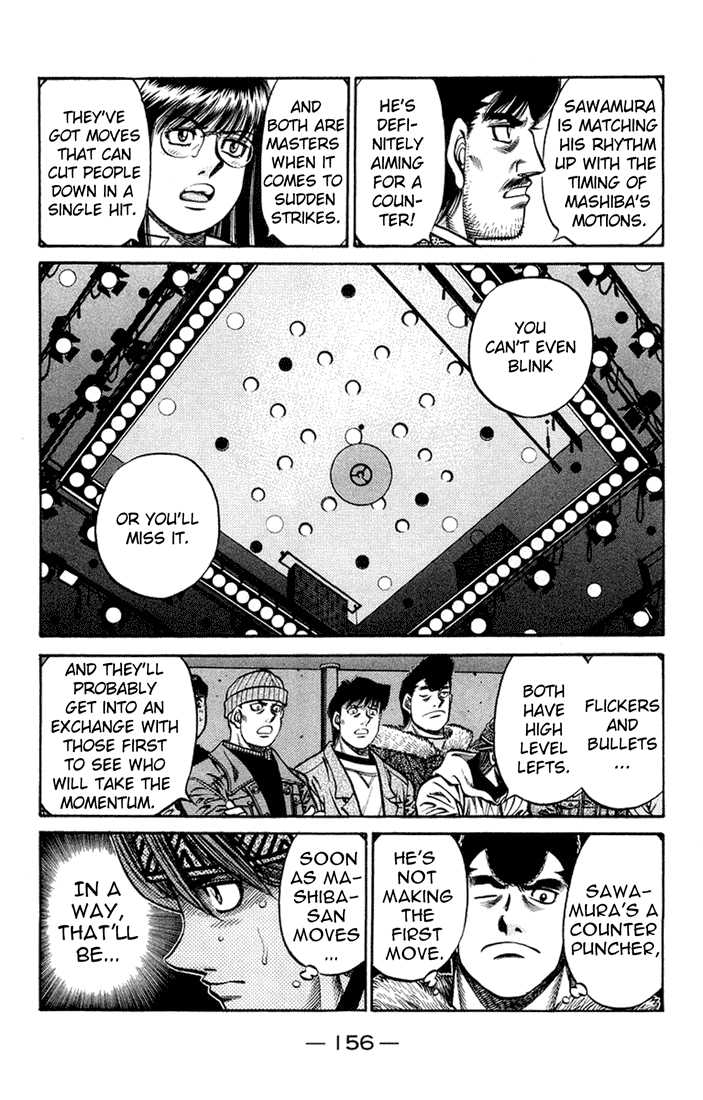 SAWAMURA
IS MATCHING
HIS RHYTHM
UP WITH THE
TIMING OF
MASHIBA'S
MOTIONS.
HE'S
DEFI-
NITELY
AIMING
FOR A
COUN-
TER!
AND
BOTH ARE
MASTERS
WHEN IT
COMES TO
SUDDEN
STRIKES.
THEY'VE
GOT MOVES
THAT CAN
CUT PEOPLE
DOWN IN A
SINGLE HIT.
YOU
CAN'T EVEN
BLINK
OR YOU'LL
MISS IT.
FLICKERS
AND
BULLETS
...
BOTH
HAVE
HIGH
LEVEL
LEFTS.
AND THEY'LL
PROBABLY
GET INTO AN
EXCHANGE WITH
THOSE FIRST
TO SEE WHO
WILL TAKE THE
MOMENTUM.
SAWA-
MURA'S A
COUNTER
PUNCHER,
HE'S
NOT
MAKING
THE
FIRST
MOVE.
SOON
AS MA-
SHIBA-
SAN
MOVES
...
IN A
WAY,
THAT'LL
BE...
— 156 —